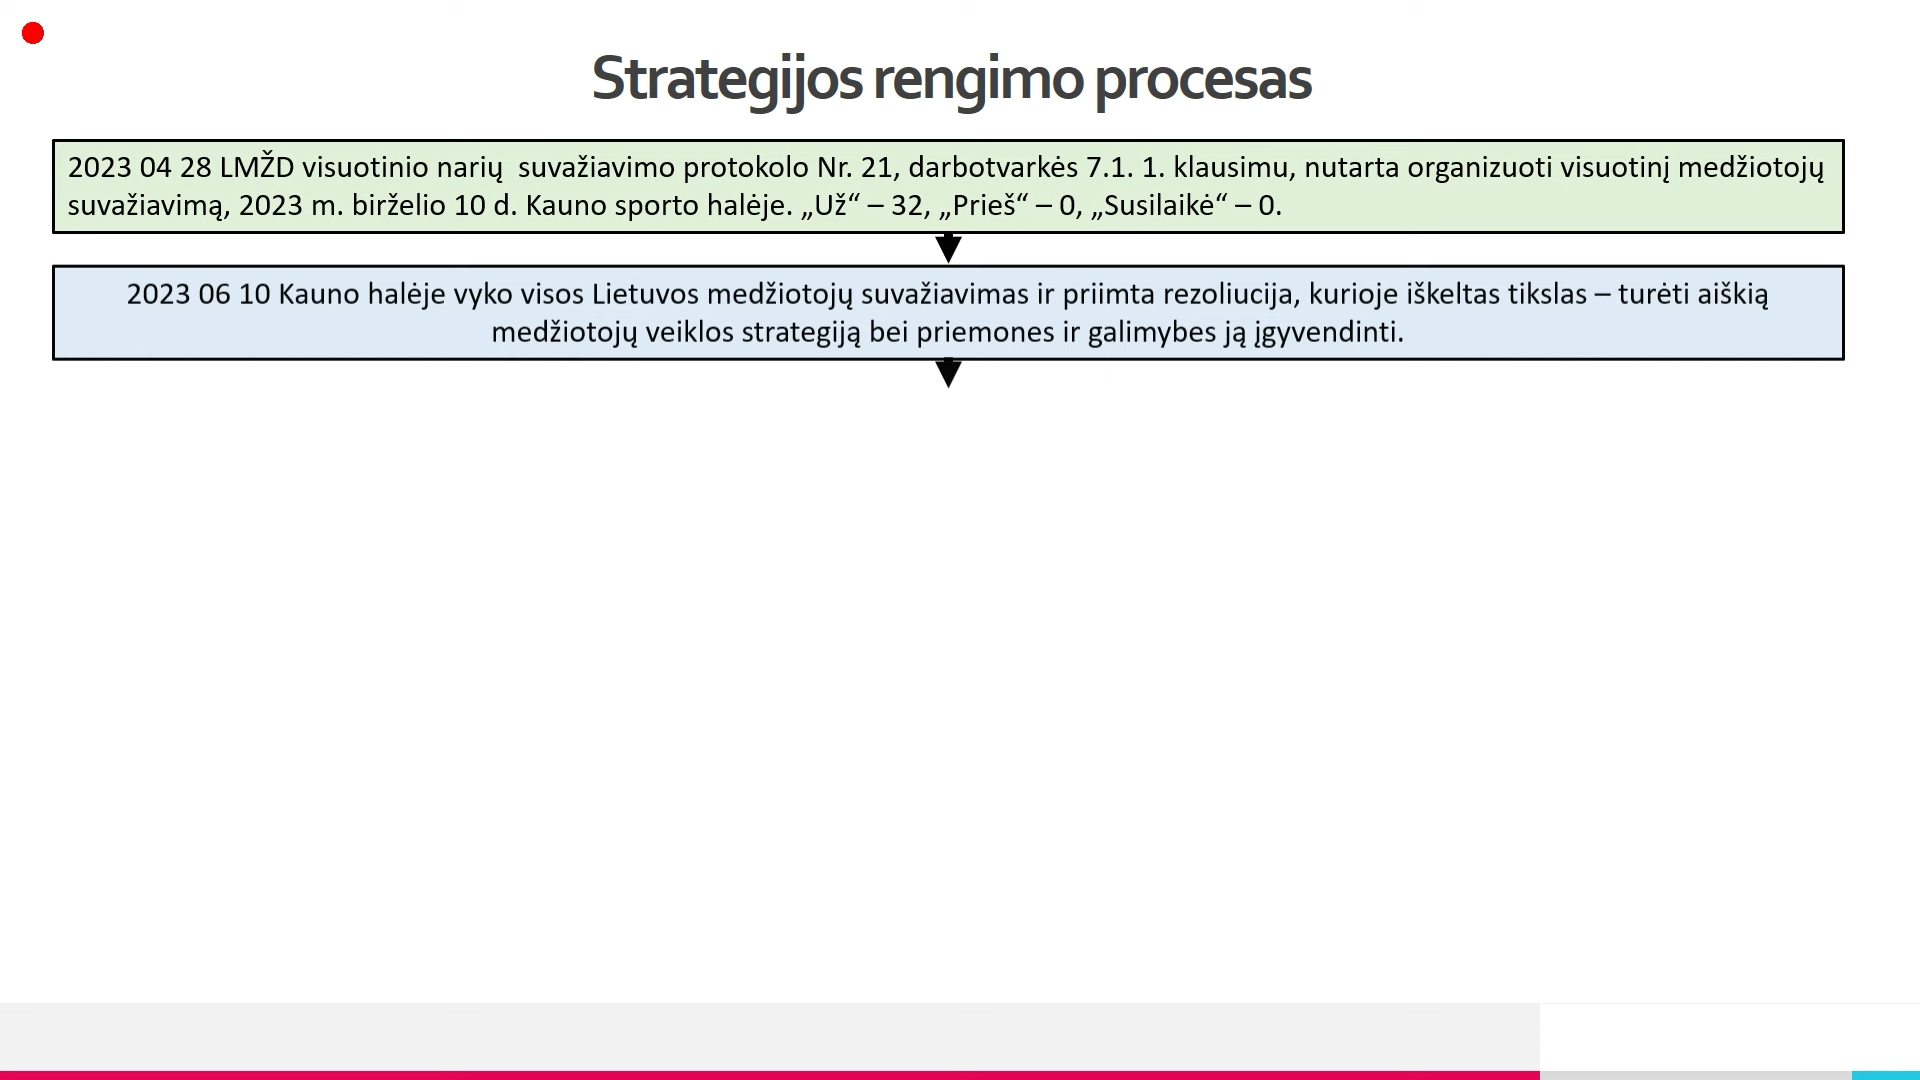 Strategijos rengimo procesas
2023 04 28 LMŽD visuotinio narių  suvažiavimo protokolo Nr. 21, darbotvarkės 7.1. 1. klausimu, nutarta organizuoti visuotinį medžiotojų
suvažiavimą, 2023 m. birželio 10 d. Kauno sporto halėje. „Už“ – 32, „Prieš“ – 0, „Susilaikė“ – 0.
2023 06 10 Kauno halėje vyko visos Lietuvos medžiotojų suvažiavimas ir priimta rezoliucija, kurioje iškeltas tikslas – turėti aiškią
medžiotojų veiklos strategiją bei priemones ir galimybes ją įgyvendinti.